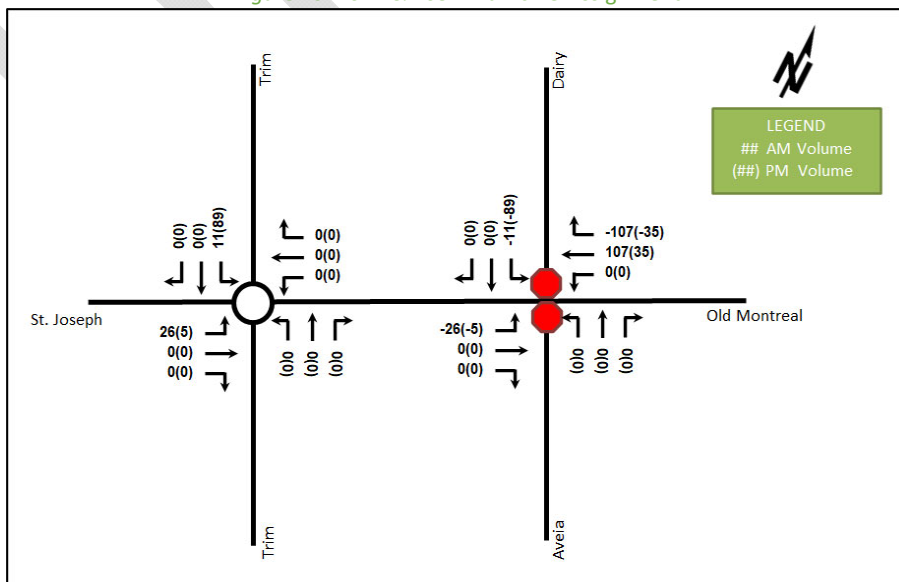 Trim
Dairy
N
LEGEND
## AM Volume
(##) PM Volume
0(0)
0(0)
11(89)
0(0)
0(0)
0(0)
0(0)
0(0)
-11(-89)
-107(-35)
107(35)
0(0)
St. Joseph
Old Montreal
26(5)
0(0)
0(0)
0(0)
0(0)
0(0)
-26(-5)
0(0)
0(0)
0(0)
0(0)
0(0)
Trim
Aveia